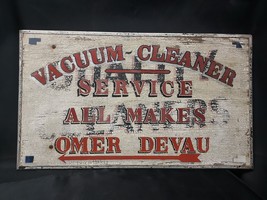 VACUUM-CLEANER
SERVICE
ALL MAKES
OMER DEVAU